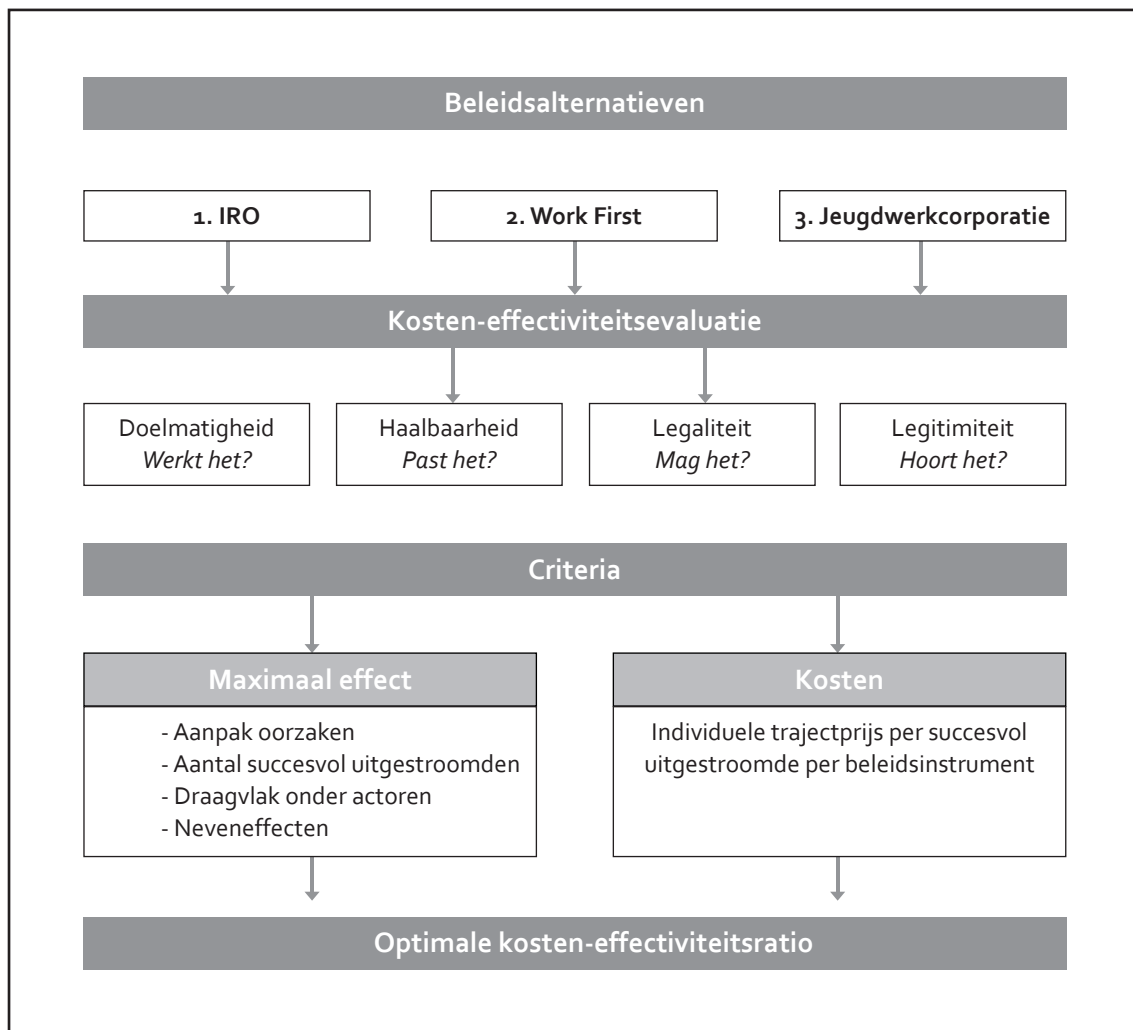 Beleidsalternatieven
1. IRO
2. Work First
3. Jeugdwerkcorporatie
Kosten-effectiviteitsevaluatie
Doelmatigheid
Werkt het?
Haalbaarheid
Past het?
Legaliteit
Mag het?
Legitimiteit
Hoort het?
Criteria
Maximaal effect
- Aanpak oorzaken
- Aantal succesvol uitgestroomden
- Draagvlak onder actoren
- Neveneffecten
Kosten
Individuele trajectprijs per succesvol
uitgestroomde per beleidsinstrument
Optimale kosten-effectiviteitsratio